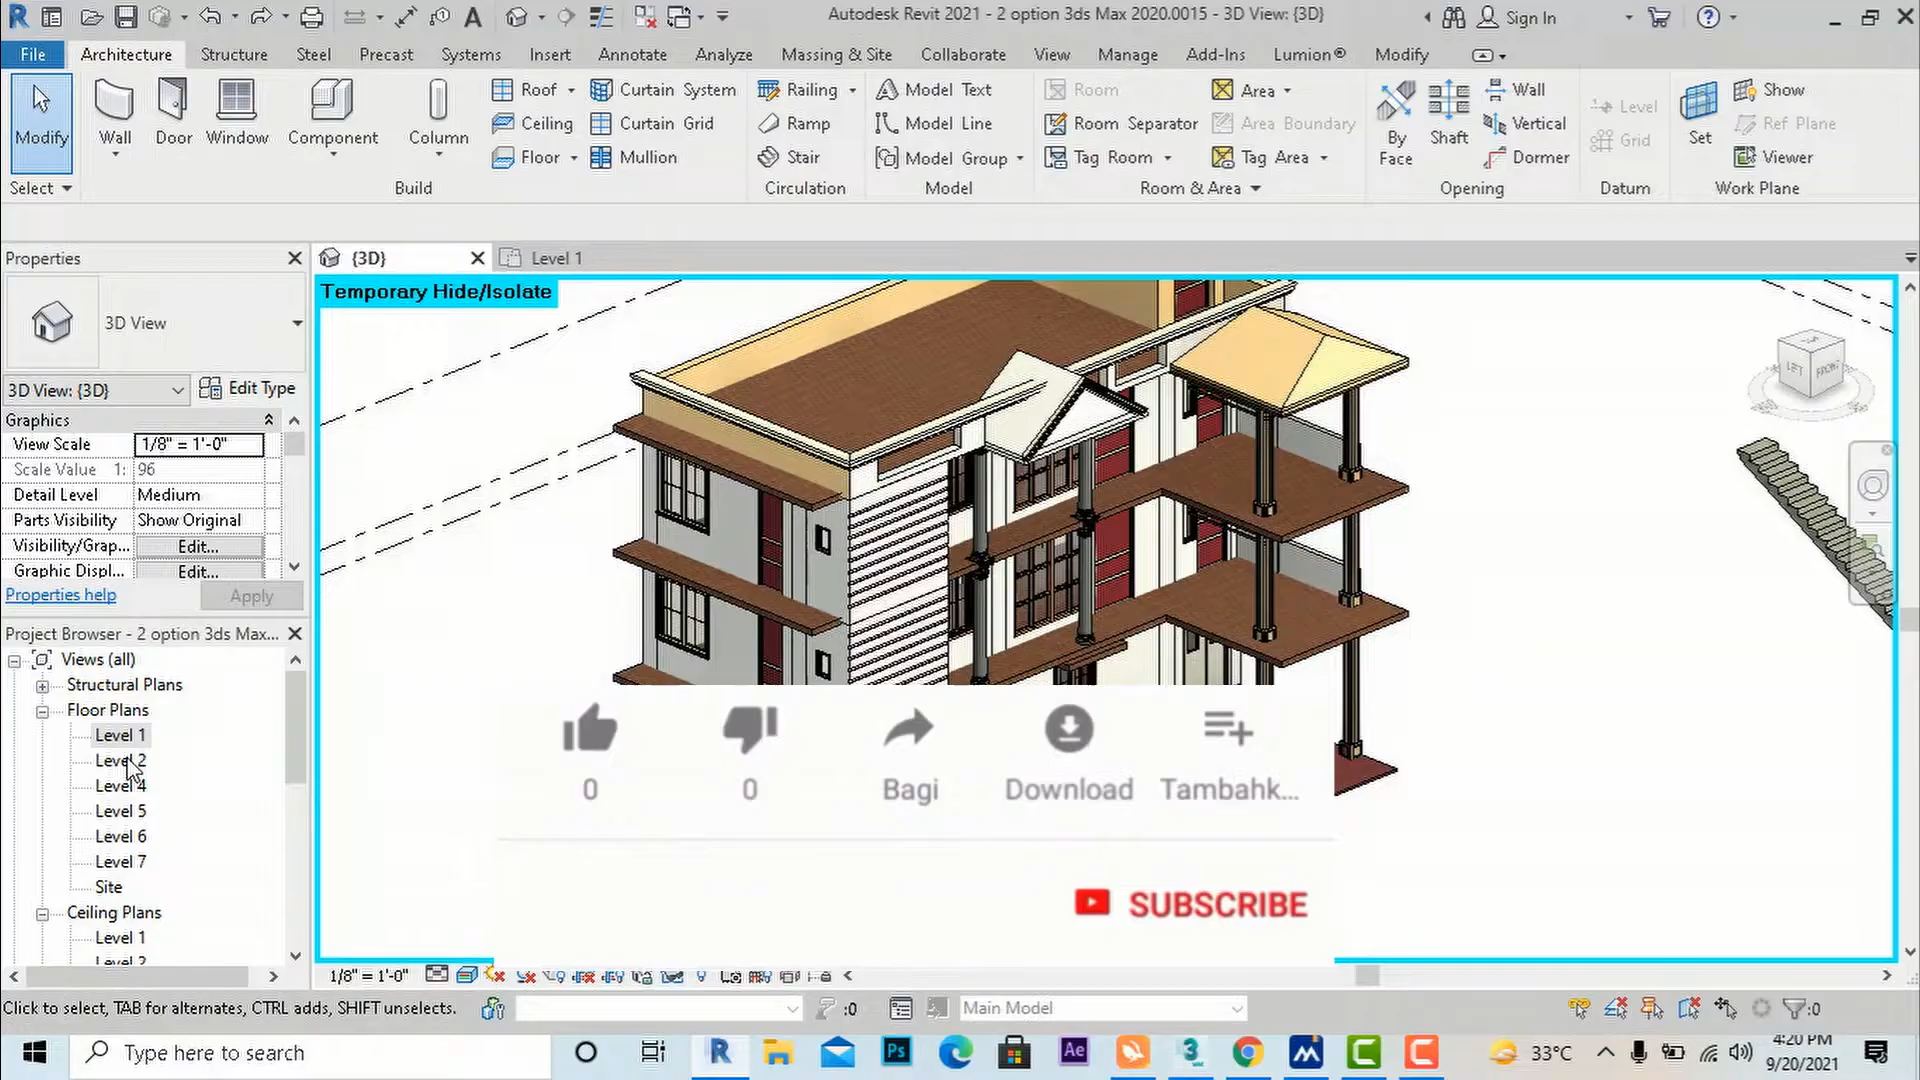 Autodesk Revit 2021 - 2 option 3ds Max 2020.0015 - 3D View: {3D}
Sign In
File
Architecture
Structure
Steel
Precast
Systems
Insert
Annotate
Analyze
Massing & Site
Collaborate
View
Manage
Add-Ins
Lumion®
Modify
Modify
Wall
Door
Window
Component
Column
Roof
Ceiling
Floor
Curtain System
Curtain Grid
Mullion
Railing
Ramp
Stair
Model Text
Model Line
Model Group
Room
Room Separator
Tag Room
Area
Area Boundary
Tag Area
By Face
Shaft
Wall
Vertical
Dormer
Level
Grid
Set
Show
Ref Plane
Viewer
Select
Build
Circulation
Model
Room & Area
Opening
Datum
Work Plane
Properties
{3D}
Level 1
3D View
3D View: {3D}
Edit Type
Graphics
View Scale
1/8" = 1'-0"
Scale Value 1:
96
Detail Level
Medium
Parts Visibility
Show Original
Visibility/Grap...
Edit...
Graphic Displ...
Edit...
Properties help
Apply
Project Browser - 2 option 3ds Max...
Views (all)
Structural Plans
Floor Plans
Level 1
Level 2
Level 4
Level 5
Level 6
Level 7
Site
Ceiling Plans
Level 1
Level 2
Temporary Hide/Isolate
LEFT
FRONT
0
0
Bagi
Download
Tambahk...
SUBSCRIBE
1/8" = 1'-0"
Click to select, TAB for alternates, CTRL adds, SHIFT unselects.
:0
Main Model
:0
Type here to search
Ps
Ae
33°C
4:20 PM
9/20/2021